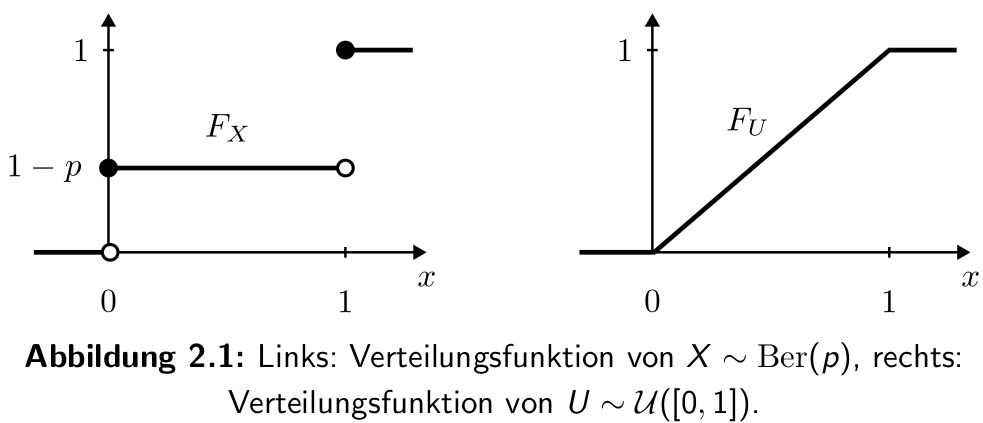 1
F_X
1 − p
x
0
1
1
F_U
x
0
1
Abbildung 2.1: Links: Verteilungsfunktion von X ∼ Ber(p), rechts:
Verteilungsfunktion von U ∼ 𝒰([0, 1]).